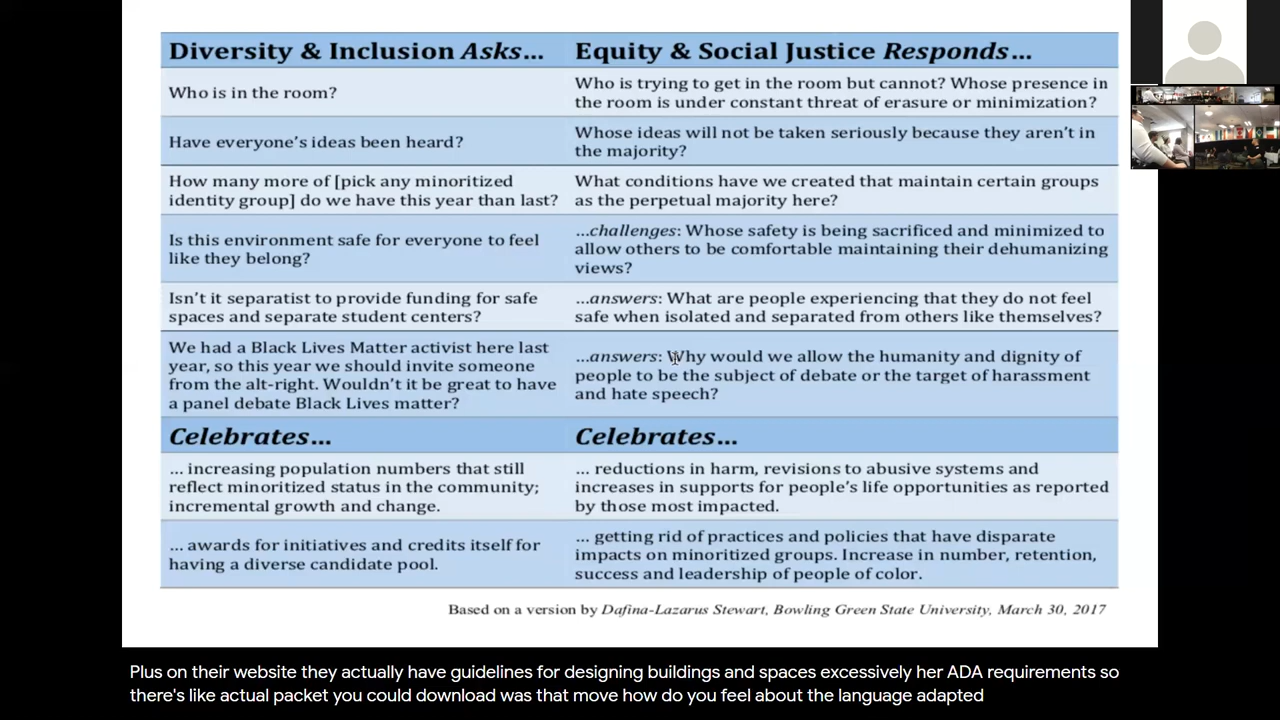 Diversity & Inclusion Asks…
Equity & Social Justice Responds…
Who is in the room?
Who is trying to get in the room but cannot? Whose presence in
the room is under constant threat of erasure or minimization?
Have everyone's ideas been heard?
Whose ideas will not be taken seriously because they aren't in
the majority?
How many more of [pick any minoritized
identity group] do we have this year than last?
What conditions have we created that maintain certain groups
as the perpetual majority here?
Is this environment safe for everyone to feel
like they belong?
…challenges: Whose safety is being sacrificed and minimized to
allow others to be comfortable maintaining their dehumanizing
views?
Isn't it separatist to provide funding for safe
spaces and separate student centers?
…answers: What are people experiencing that they do not feel
safe when isolated and separated from others like themselves?
We had a Black Lives Matter activist here last
year, so this year we should invite someone
from the alt-right. Wouldn't it be great to have
a panel debate Black Lives matter?
…answers: Why would we allow the humanity and dignity of
people to be the subject of debate or the target of harassment
and hate speech?
Celebrates…
Celebrates…
… increasing population numbers that still
reflect minoritized status in the community;
incremental growth and change.
… reductions in harm, revisions to abusive systems and
increases in supports for people's life opportunities as reported
by those most impacted.
… awards for initiatives and credits itself for
having a diverse candidate pool.
… getting rid of practices and policies that have disparate
impacts on minoritized groups. Increase in number, retention,
success and leadership of people of color.
Based on a version by Dafina-Lazarus Stewart, Bowling Green State University, March 30, 2017
Plus on their website they actually have guidelines for designing buildings and spaces excessively her ADA requirements so
there's like actual packet you could download was that move how do you feel about the language adapted